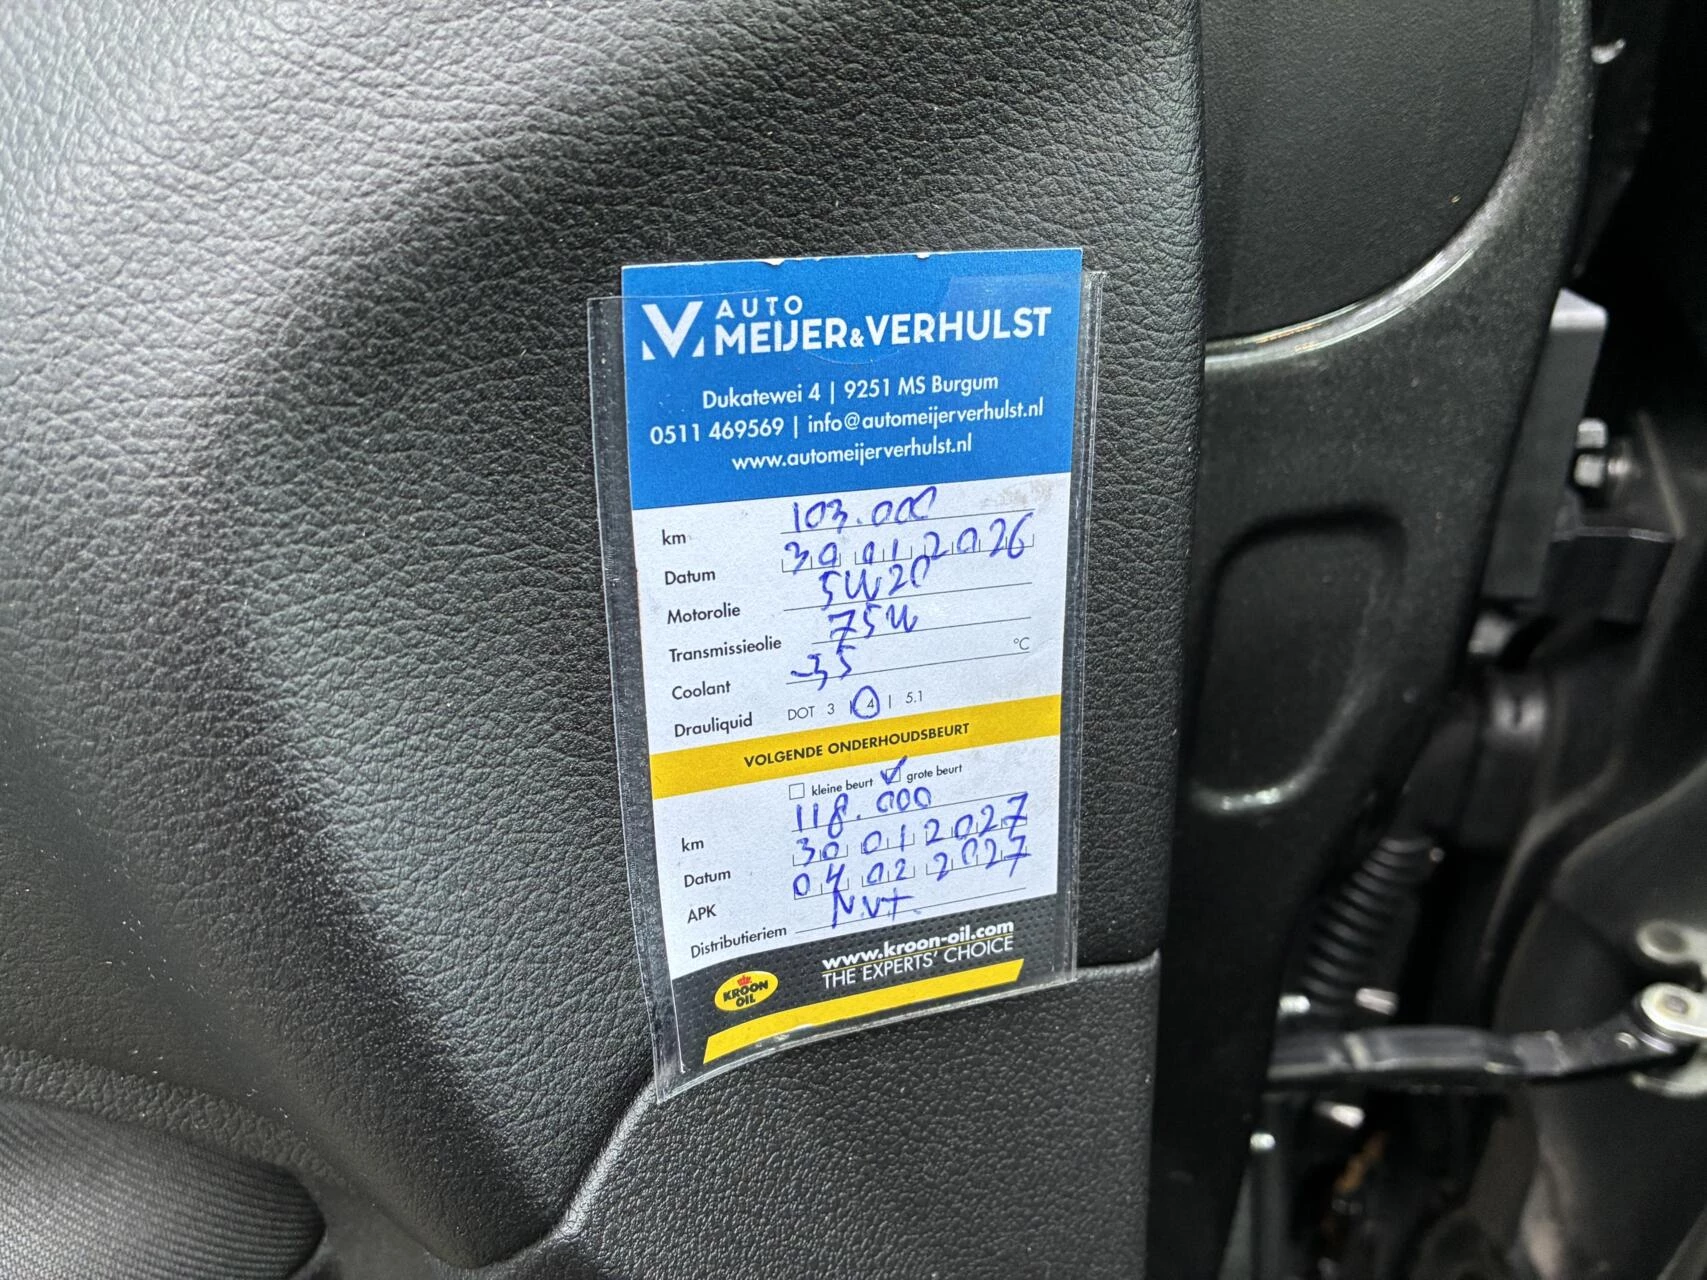 AUTO
MEIJER&VERHULST
Dukatewei 4 | 9251 MS Burgum
0511 469569 | info@automeijerverhulst.nl
www.automeijerverhulst.nl
km 103.000
Datum 30 01 2026
Motorolie 5W20
Transmissieolie 75W
Coolant -35 °C
Drauliquid DOT 3 | 4 | 5.1
VOLGENDE ONDERHOUDSBEURT
kleine beurt grote beurt
km 118.000
Datum 30 01 2027
APK 04 02 2027
Distributieriem N.v.t.
KROON OIL
www.kroon-oil.com
THE EXPERTS' CHOICE